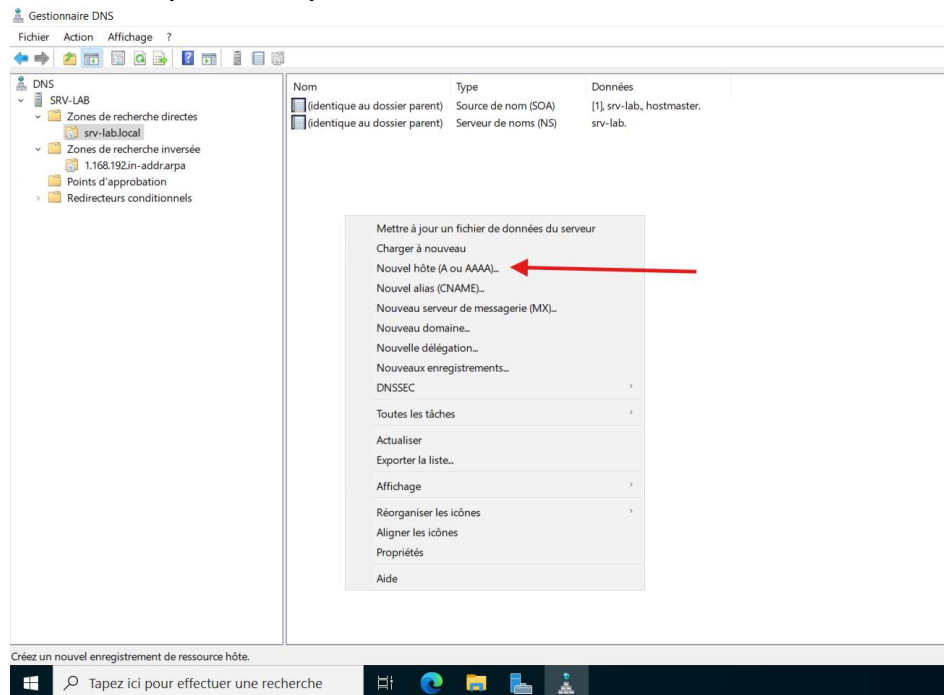 Gestionnaire DNS
Fichier Action Affichage ?
DNS
SRV-LAB
Zones de recherche directes
srv-lab.local
Zones de recherche inversée
1.168.192.in-addr.arpa
Points d'approbation
Redirecteurs conditionnels
Nom Type Données
(identique au dossier parent) Source de nom (SOA) [1], srv-lab., hostmaster.
(identique au dossier parent) Serveur de noms (NS) srv-lab.
Mettre à jour un fichier de données du serveur
Charger à nouveau
Nouvel hôte (A ou AAAA)...
Nouvel alias (CNAME)...
Nouveau serveur de messagerie (MX)...
Nouveau domaine...
Nouvelle délégation...
Nouveaux enregistrements...
DNSSEC
Toutes les tâches
Actualiser
Exporter la liste...
Affichage
Réorganiser les icônes
Aligner les icônes
Propriétés
Aide
Créez un nouvel enregistrement de ressource hôte.
Tapez ici pour effectuer une recherche